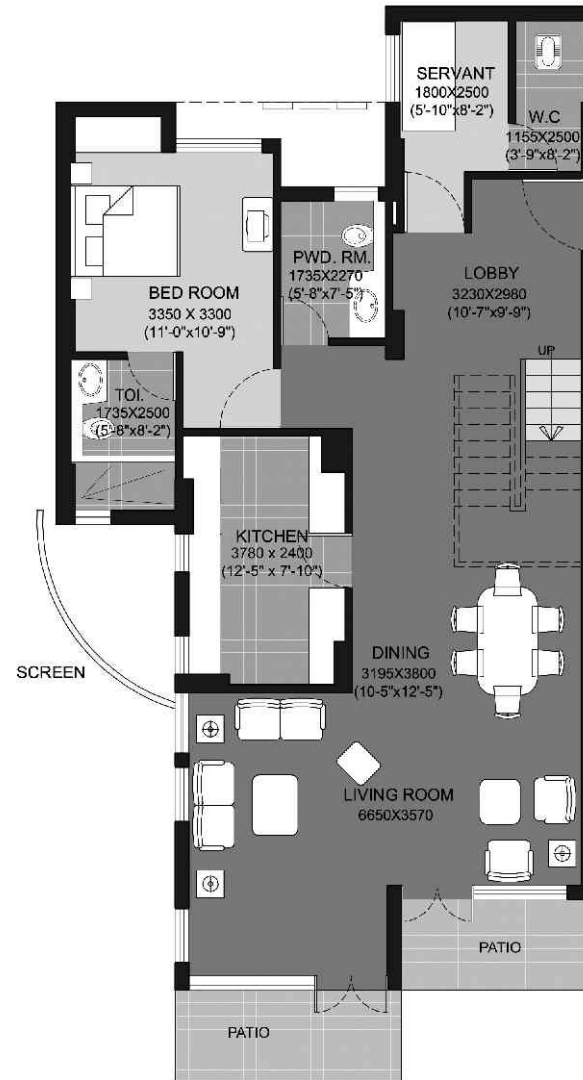 SERVANT
1800X2500
(5'-10"x8'-2")
W.C
1155X2500
(3'-9"x8'-2")
PWD. RM.
1735X2270
(5'-8"x7'-5")
LOBBY
3230X2980
(10'-7"x9'-9")
BED ROOM
3350 X 3300
(11'-0"x10'-9")
UP
TOI.
1735X2500
(5'-8"x8'-2")
KITCHEN
3780 x 2400
(12'-5" x 7'-10")
SCREEN
DINING
3195X3800
(10-5"x12'-5")
LIVING ROOM
6650X3570
PATIO
PATIO